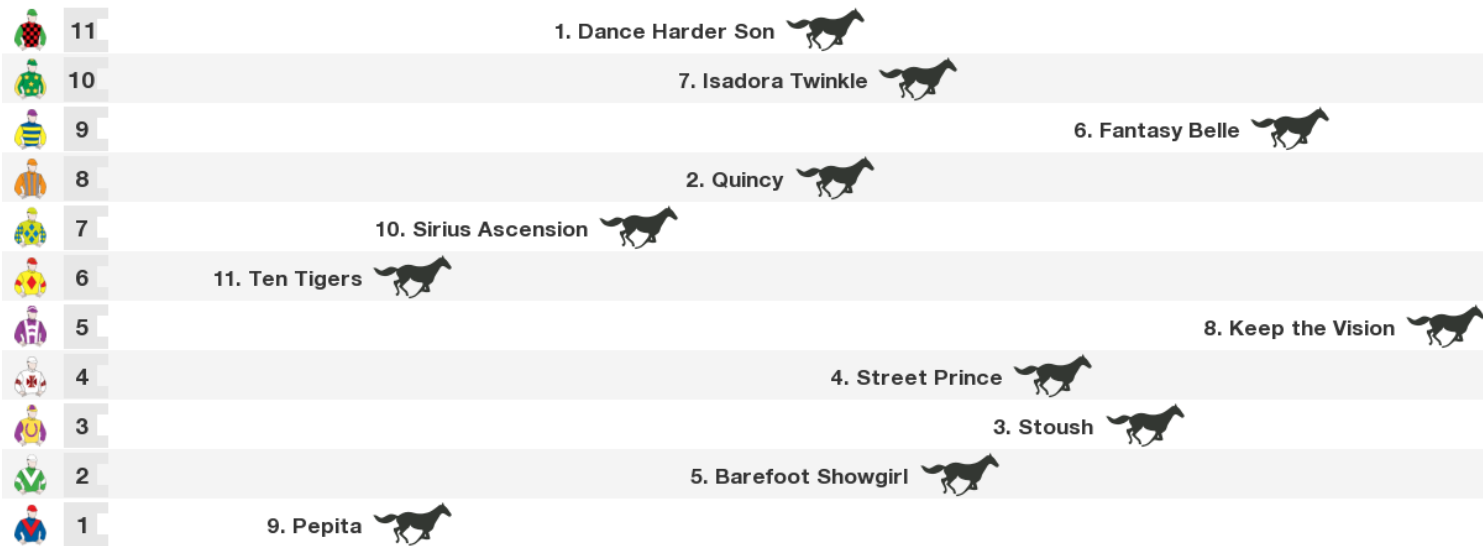 11 1. Dance Harder Son
10 7. Isadora Twinkle
9 6. Fantasy Belle
8 2. Quincy
7 10. Sirius Ascension
6 11. Ten Tigers
5 8. Keep the Vision
4 4. Street Prince
3 3. Stoush
2 5. Barefoot Showgirl
1 9. Pepita